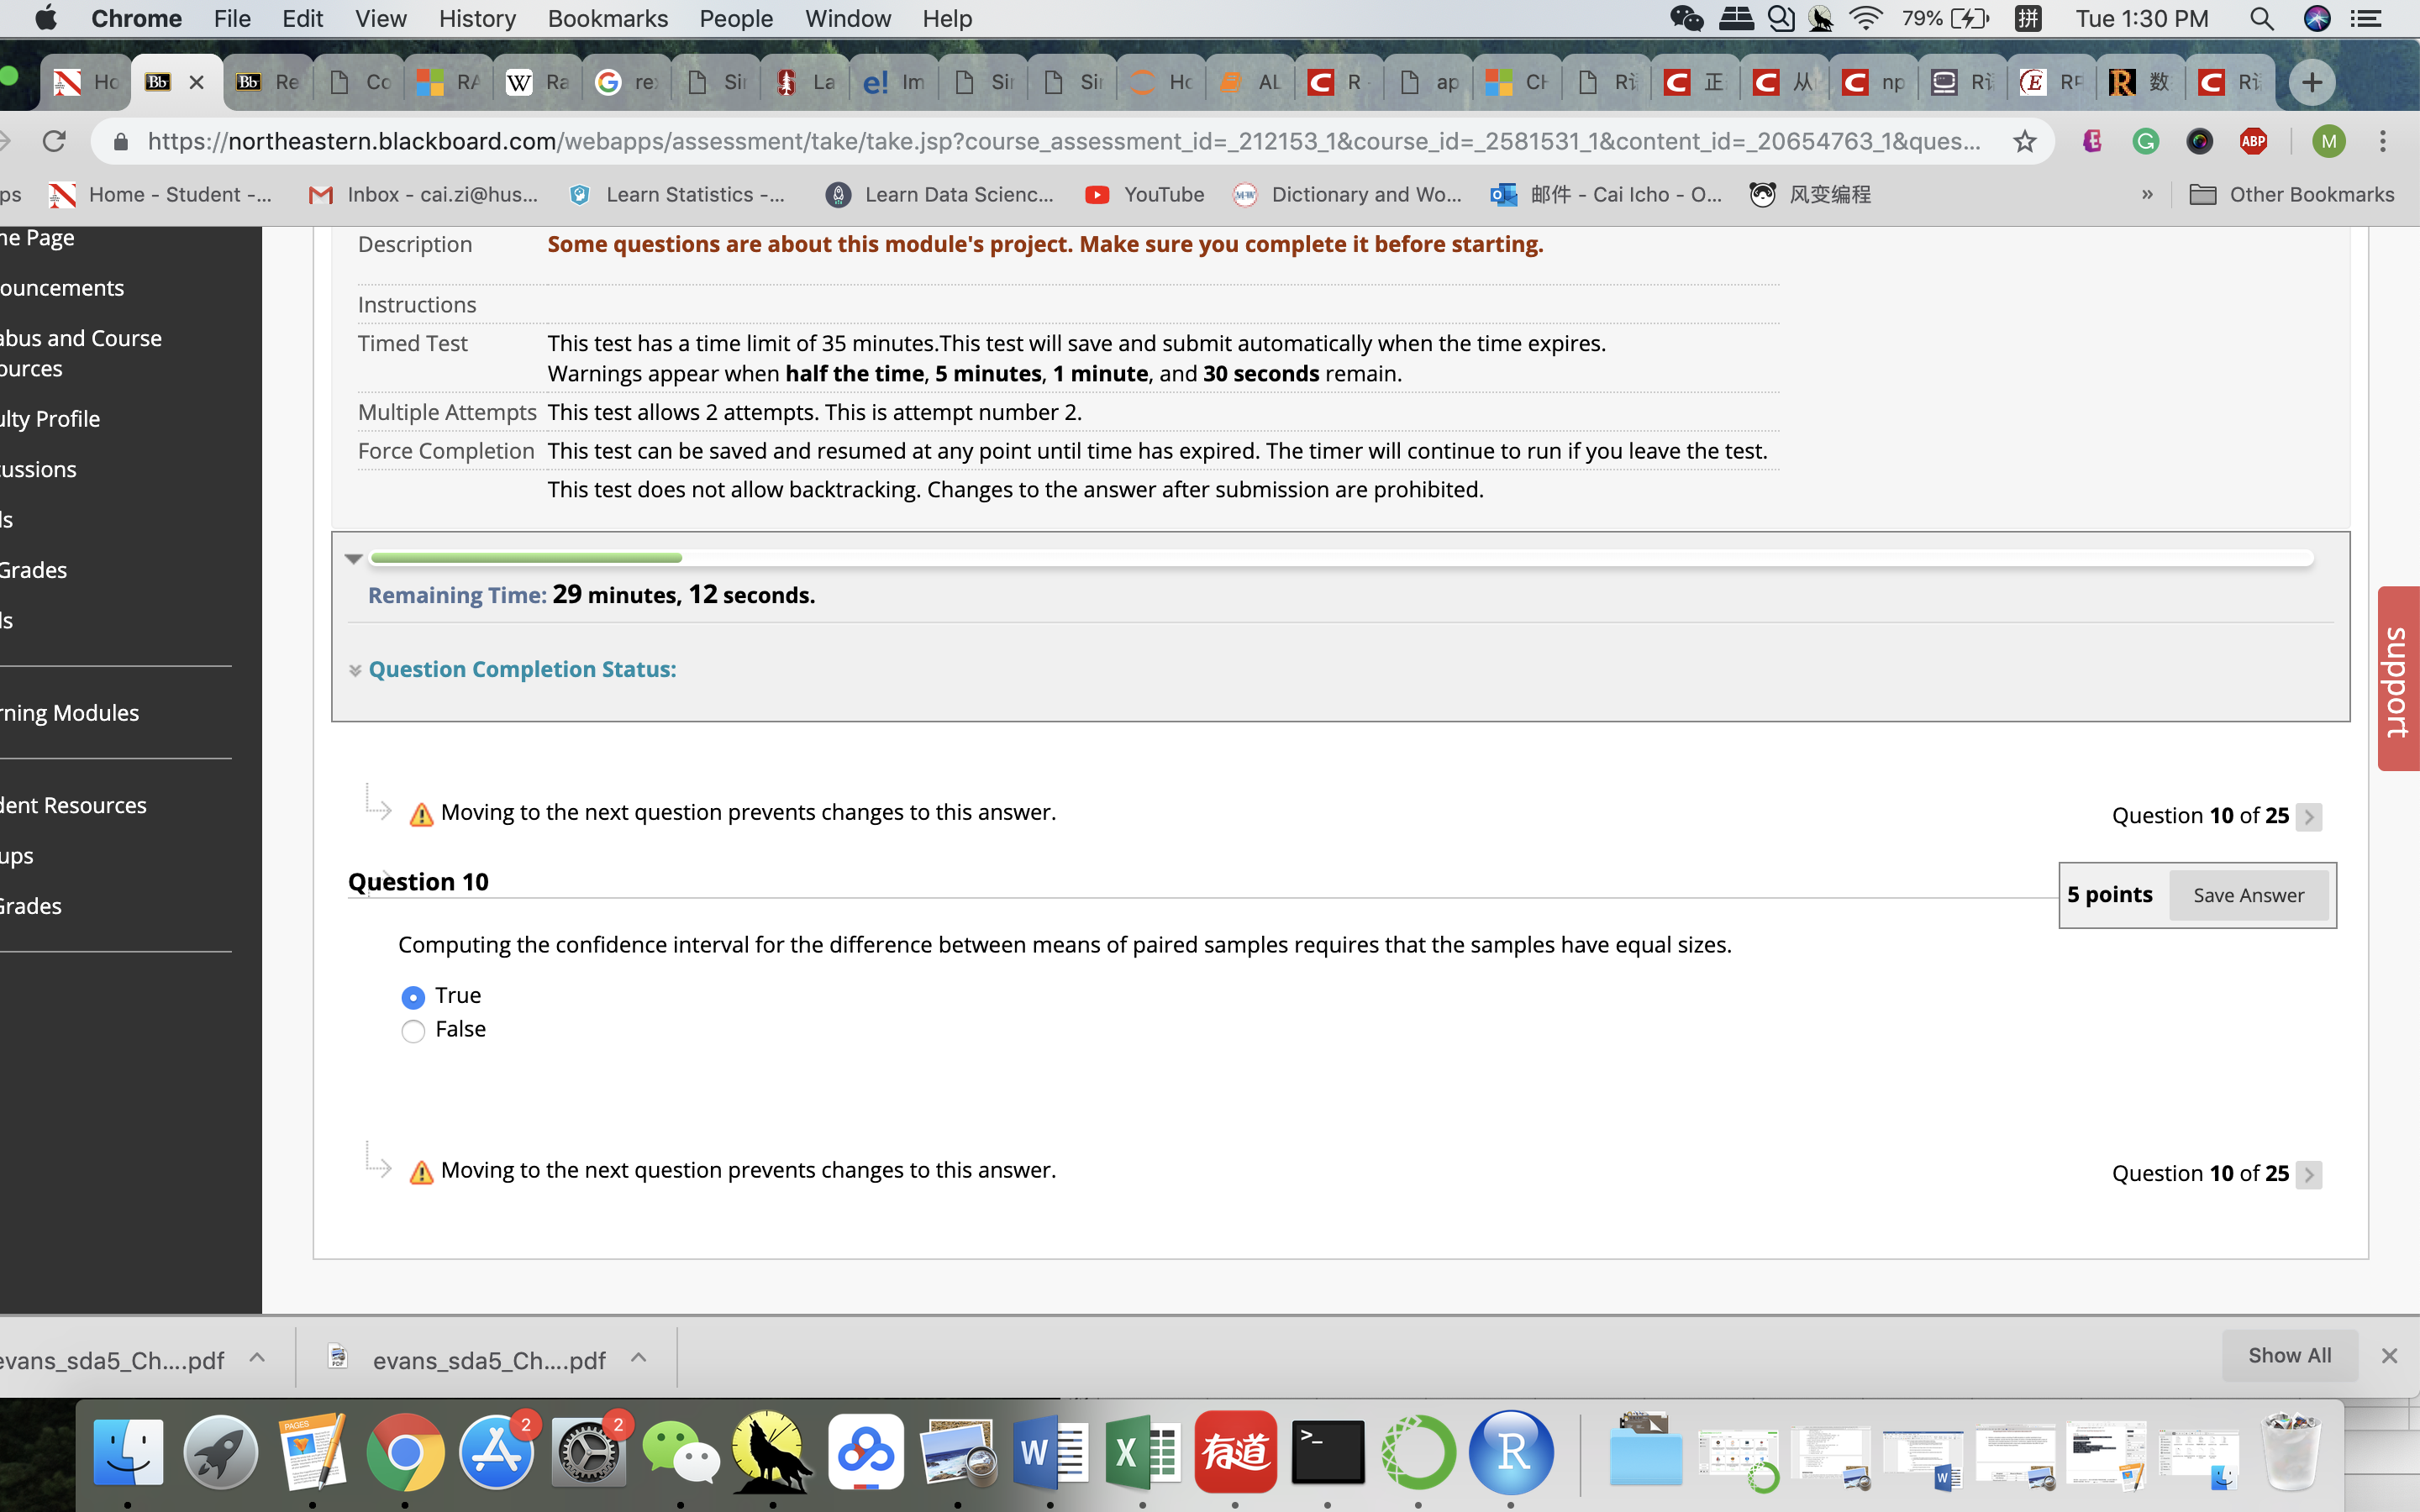 Chrome File Edit View History Bookmarks People Window Help 79% 拼 Tue 1:30 PM
Ho Bb Bb Re Co RA W Ra G re Sir La e! Im Sir Sir Ho AL C R ap CH C 正 C 从 C np E R 数 C
https://northeastern.blackboard.com/webapps/assessment/take/take.jsp?course_assessment_id=_212153_1&course_id=_2581531_1&content_id=_20654763_1&ques... E G ABP M
ps Home - Student -... Inbox - cai.zi@hus... Learn Statistics -... Learn Data Scienc... YouTube Dictionary and Wo... 邮件 - Cai Icho - O... 风变编程 » Other Bookmarks
ne Page
ouncements
abus and Course
ources
ulty Profile
cussions
ls
Grades
ls
rning Modules
dent Resources
ups
Grades
Description Some questions are about this module's project. Make sure you complete it before starting.
Instructions
Timed Test This test has a time limit of 35 minutes.This test will save and submit automatically when the time expires.
Warnings appear when half the time, 5 minutes, 1 minute, and 30 seconds remain.
Multiple Attempts This test allows 2 attempts. This is attempt number 2.
Force Completion This test can be saved and resumed at any point until time has expired. The timer will continue to run if you leave the test.
This test does not allow backtracking. Changes to the answer after submission are prohibited.
Remaining Time: 29 minutes, 12 seconds.
Question Completion Status:
support
Moving to the next question prevents changes to this answer. Question 10 of 25 >
Question 10 5 points Save Answer
Computing the confidence interval for the difference between means of paired samples requires that the samples have equal sizes.
True
False
Moving to the next question prevents changes to this answer. Question 10 of 25 >
evans_sda5_Ch....pdf evans_sda5_Ch....pdf Show All
PAGES 2 2 W X 有道 >_ R